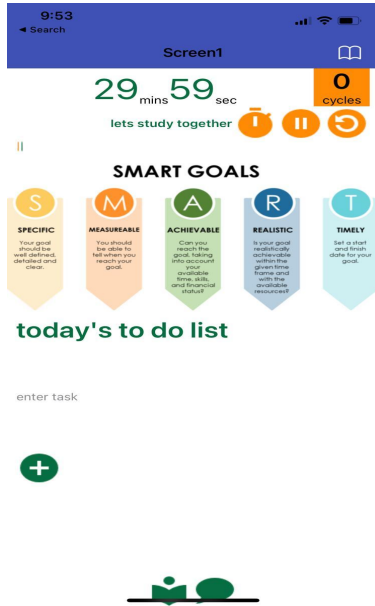 9:53
◄ Search
Screen1
29 mins 59 sec
0
cycles
lets study together
SMART GOALS
S M A R T
SPECIFIC
Your goal
should be
well defined,
detailed and
clear.
MEASUREABLE
You should
be able to
tell when you
reach your
goal.
ACHIEVABLE
Can you
reach the
goal, taking
into account
your
available
time, skills,
and financial
status?
REALISTIC
Is your goal
realistically
achievable
within the
given time
frame and
with the
available
resources?
TIMELY
Set a start
and finish
date for your
goal.
today's to do list
enter task